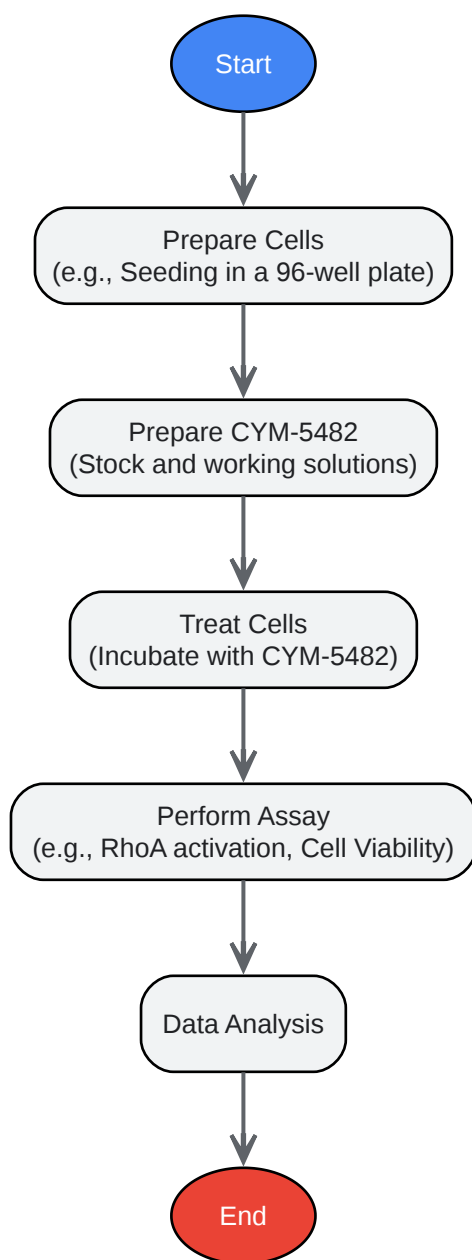 Start
Prepare Cells
(e.g., Seeding in a 96-well plate)
Prepare CYM-5482
(Stock and working solutions)
Treat Cells
(Incubate with CYM-5482)
Perform Assay
(e.g., RhoA activation, Cell Viability)
Data Analysis
End